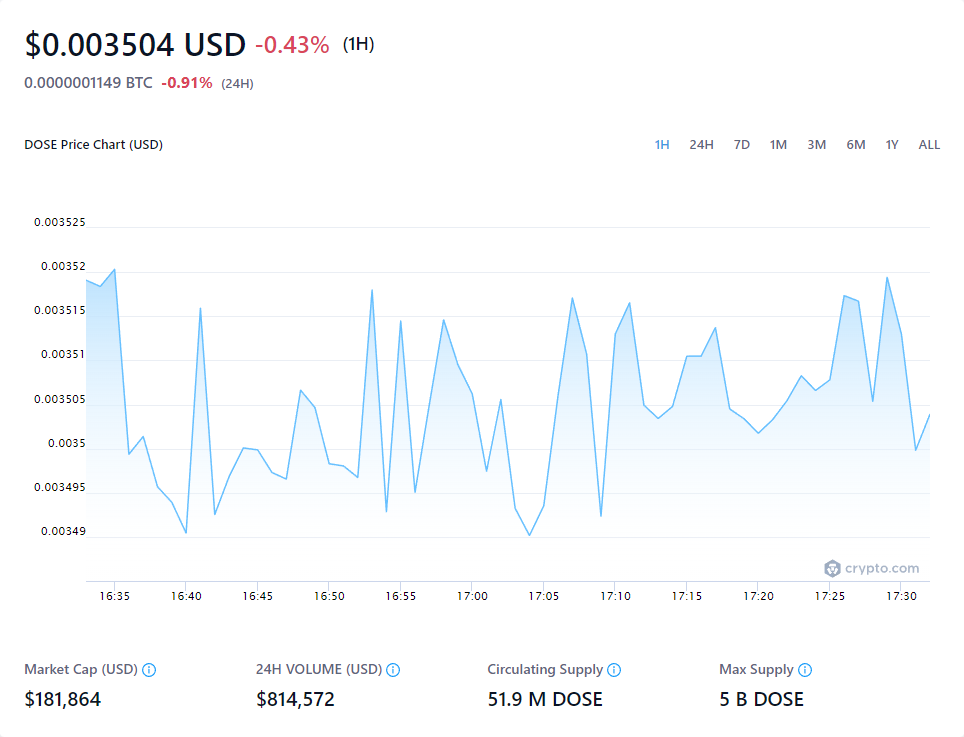 $0.003504 USD -0.43% (1H)
0.0000001149 BTC -0.91% (24H)
DOSE Price Chart (USD)
1H 24H 7D 1M 3M 6M 1Y ALL
0.003525
0.00352
0.003515
0.00351
0.003505
0.0035
0.003495
0.00349
crypto.com
16:35 16:40 16:45 16:50 16:55 17:00 17:05 17:10 17:15 17:20 17:25 17:30
Market Cap (USD) 24H VOLUME (USD) Circulating Supply Max Supply
$181,864 $814,572 51.9 M DOSE 5 B DOSE